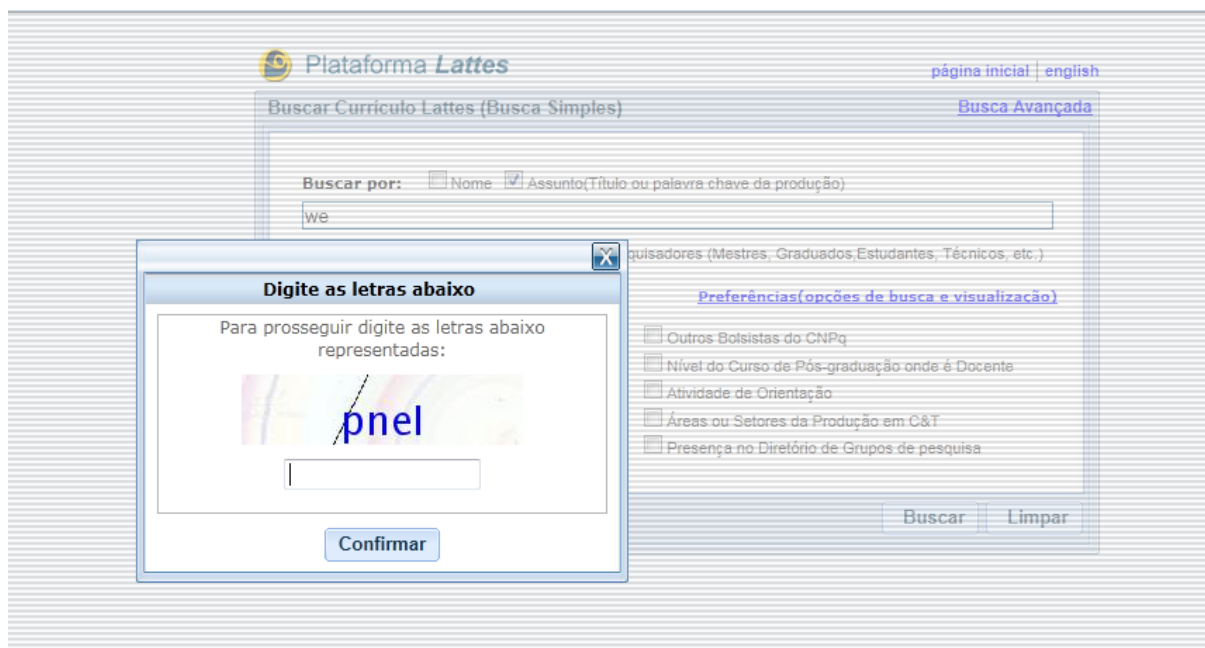 Plataforma Lattes
página inicial | english
Buscar Currículo Lattes (Busca Simples)
Busca Avançada
Buscar por: Nome Assunto(Título ou palavra chave da produção)
we
quisadores (Mestres, Graduados,Estudantes, Técnicos, etc.)
Preferências(opções de busca e visualização)
Outros Bolsistas do CNPq
Nível do Curso de Pós-graduação onde é Docente
Atividade de Orientação
Áreas ou Setores da Produção em C&T
Presença no Diretório de Grupos de pesquisa
Buscar Limpar
X
Digite as letras abaixo
Para prosseguir digite as letras abaixo
representadas:
pnel
Confirmar